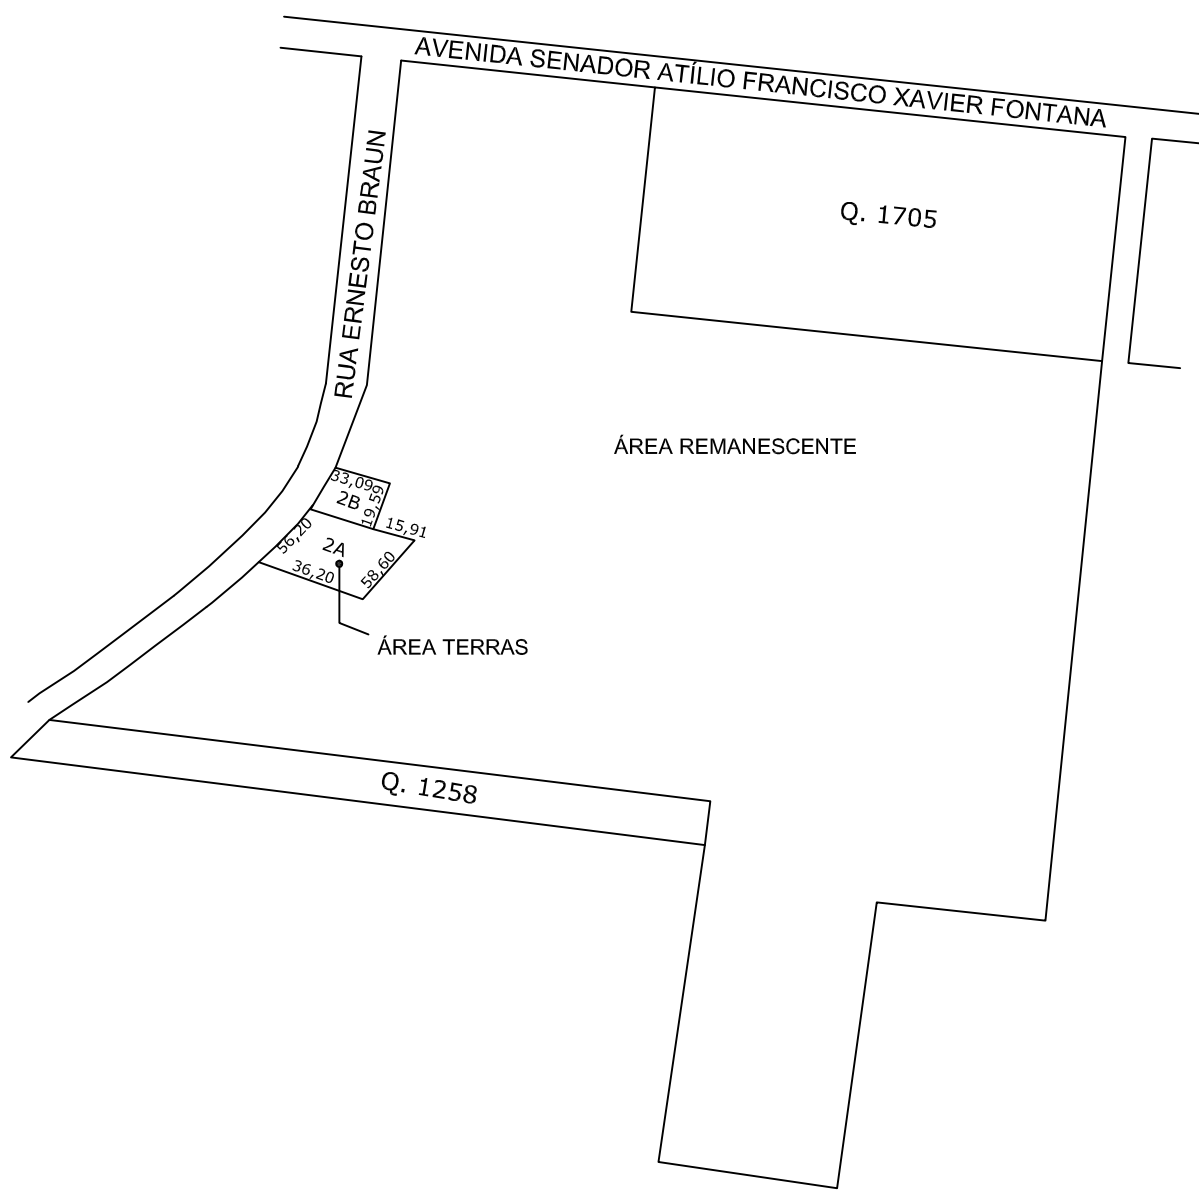 AVENIDA SENADOR ATÍLIO FRANCISCO XAVIER FONTANA
RUA ERNESTO BRAUN
Q. 1705
ÁREA REMANESCENTE
33,09
2B
19,59
15,91
56,20
2A
36,20
58,60
ÁREA TERRAS
Q. 1258